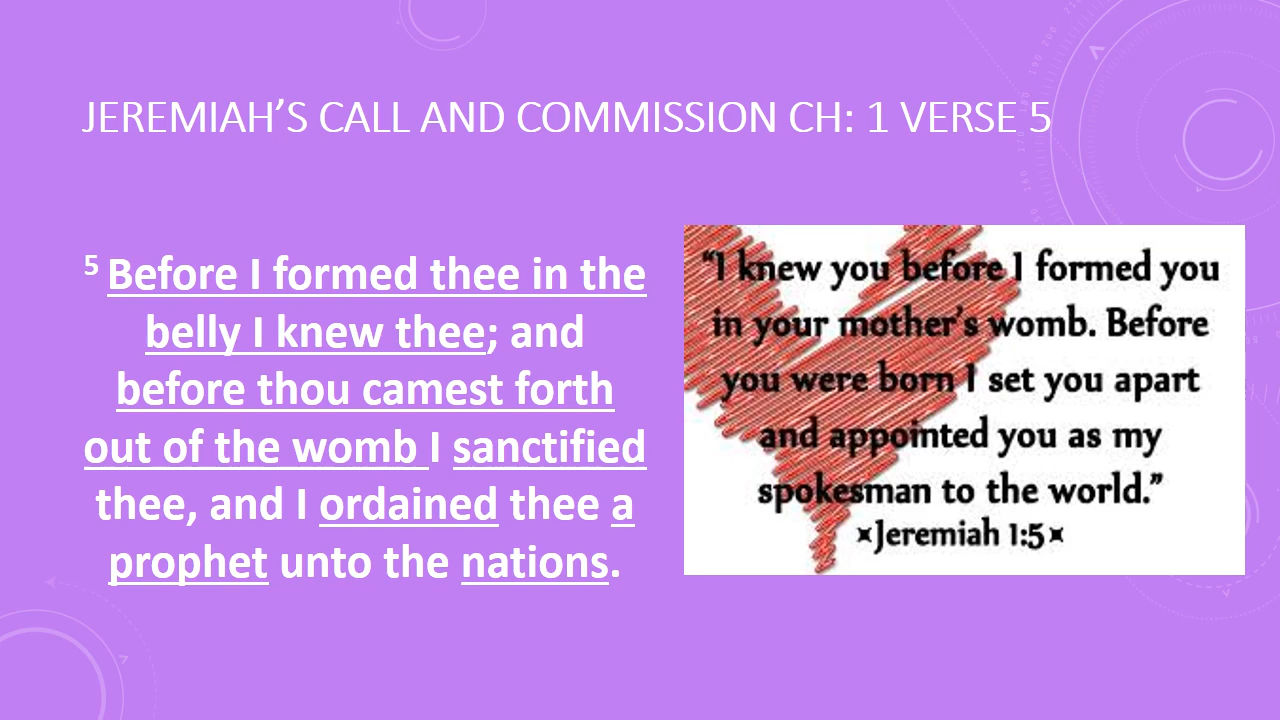 JEREMIAH’S CALL AND COMMISSION CH: 1 VERSE 5
5 Before I formed thee in the
belly I knew thee; and
before thou camest forth
out of the womb I sanctified
thee, and I ordained thee a
prophet unto the nations.
“I knew you before I formed you
in your mother’s womb. Before
you were born I set you apart
and appointed you as my
spokesman to the world.”
¤Jeremiah 1:5¤